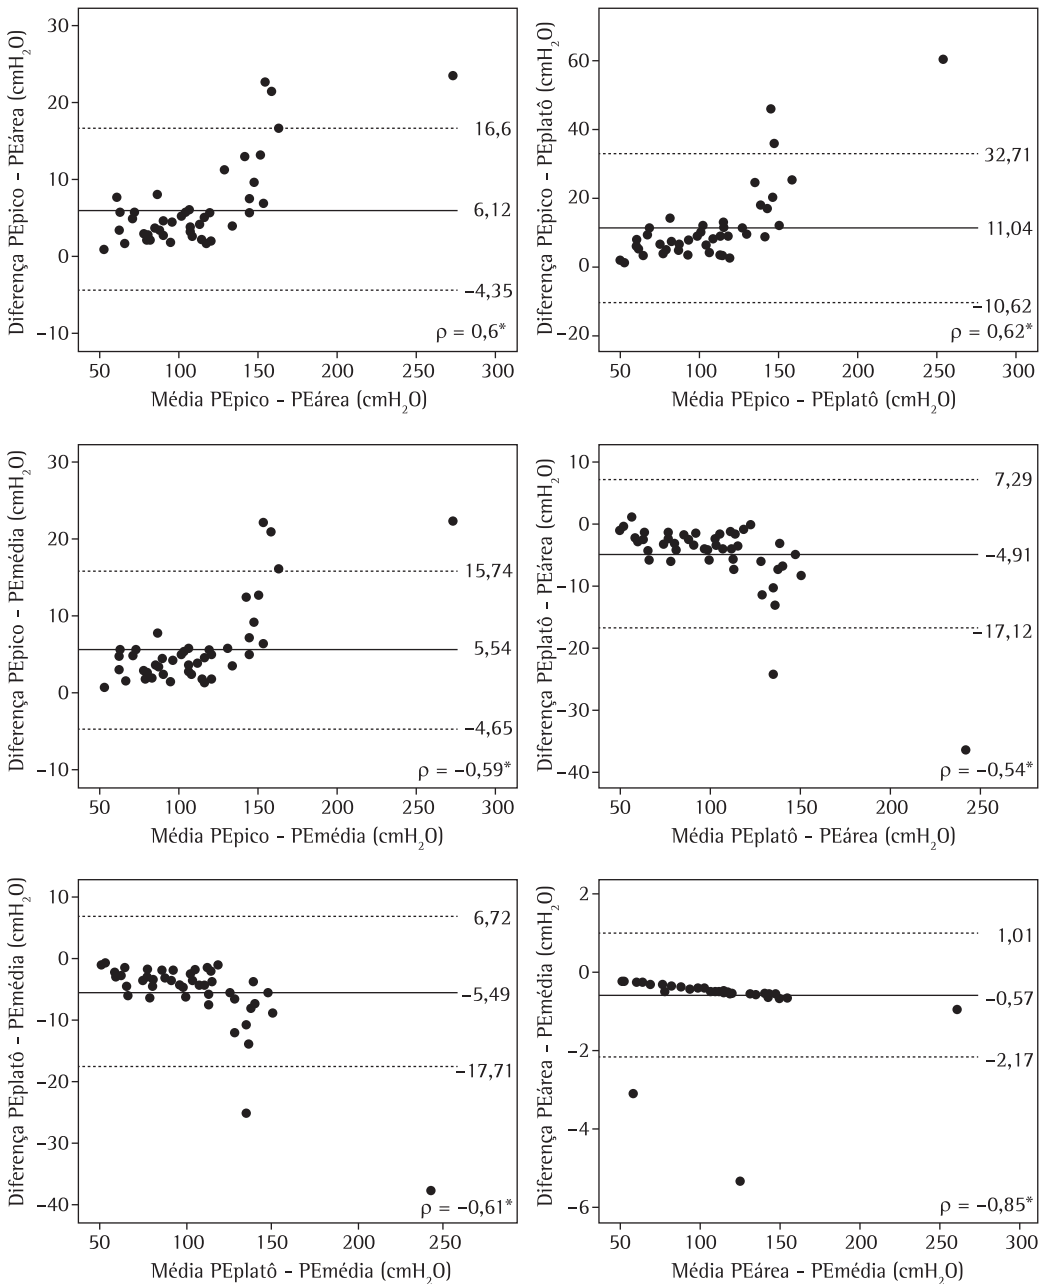 Diferença PEpico – PEárea (cmH₂O)
30
20
10
0
–10
16,6
6,12
–4,35
ρ = 0,6*
50 100 150 200 250 300
Média PEpico – PEárea (cmH₂O)
Diferença PEpico – PEplatô (cmH₂O)
60
40
20
0
–20
32,71
11,04
–10,62
ρ = 0,62*
50 100 150 200 250 300
Média PEpico – PEplatô (cmH₂O)
Diferença PEpico – PEmédia (cmH₂O)
30
20
10
0
–10
15,74
5,54
–4,65
ρ = –0,59*
50 100 150 200 250 300
Média PEpico – PEmédia (cmH₂O)
Diferença PEplatô – PEárea (cmH₂O)
10
0
–10
–20
–30
–40
7,29
–4,91
–17,12
ρ = –0,54*
50 100 150 200 250
Média PEplatô – PEárea (cmH₂O)
Diferença PEplatô – PEmédia (cmH₂O)
10
0
–10
–20
–30
–40
6,72
–5,49
–17,71
ρ = –0,61*
50 100 150 200 250
Média PEplatô – PEmédia (cmH₂O)
Diferença PEárea – PEmédia (cmH₂O)
2
0
–2
–4
–6
1,01
–0,57
–2,17
ρ = –0,85*
50 100 150 200 250 300
Média PEárea – PEmédia (cmH₂O)